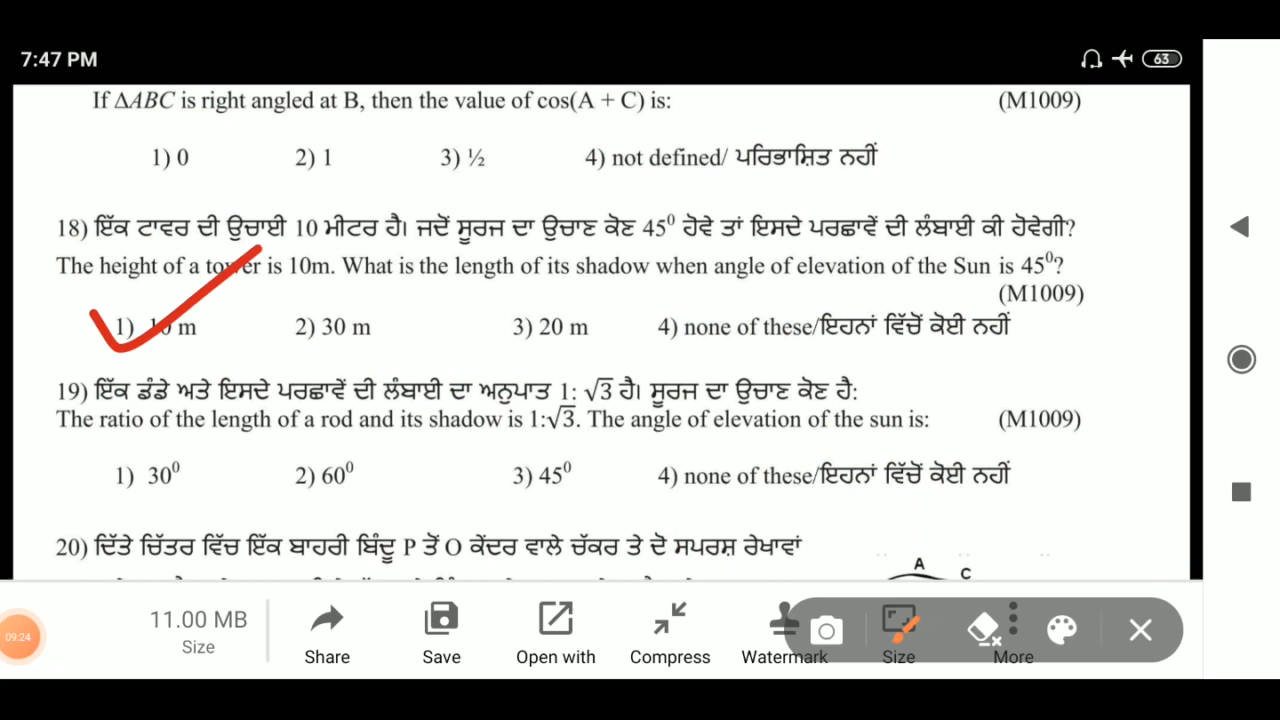 7:47 PM
63
If ΔABC is right angled at B, then the value of cos(A + C) is: (M1009)
1) 0 2) 1 3) ½ 4) not defined/ ਪਰਿਭਾਸ਼ਿਤ ਨਹੀਂ
18) ਇੱਕ ਟਾਵਰ ਦੀ ਉਚਾਈ 10 ਮੀਟਰ ਹੈ। ਜਦੋਂ ਸੂਰਜ ਦਾ ਉਚਾਣ ਕੋਣ 45⁰ ਹੋਵੇ ਤਾਂ ਇਸਦੇ ਪਰਛਾਵੇਂ ਦੀ ਲੰਬਾਈ ਕੀ ਹੋਵੇਗੀ?
The height of a tower is 10m. What is the length of its shadow when angle of elevation of the Sun is 45⁰?
(M1009)
1) 10 m 2) 30 m 3) 20 m 4) none of these/ਇਹਨਾਂ ਵਿੱਚੋਂ ਕੋਈ ਨਹੀਂ
19) ਇੱਕ ਡੰਡੇ ਅਤੇ ਇਸਦੇ ਪਰਛਾਵੇਂ ਦੀ ਲੰਬਾਈ ਦਾ ਅਨੁਪਾਤ 1: √3 ਹੈ। ਸੂਰਜ ਦਾ ਉਚਾਣ ਕੋਣ ਹੈ:
The ratio of the length of a rod and its shadow is 1:√3. The angle of elevation of the sun is: (M1009)
1) 30⁰ 2) 60⁰ 3) 45⁰ 4) none of these/ਇਹਨਾਂ ਵਿੱਚੋਂ ਕੋਈ ਨਹੀਂ
20) ਦਿੱਤੇ ਚਿੱਤਰ ਵਿੱਚ ਇੱਕ ਬਾਹਰੀ ਬਿੰਦੂ P ਤੋਂ O ਕੇਂਦਰ ਵਾਲੇ ਚੱਕਰ ਤੇ ਦੋ ਸਪਰਸ਼ ਰੇਖਾਵਾਂ
A
C
09:24
11.00 MB
Size
Share Save Open with Compress Watermark Size More